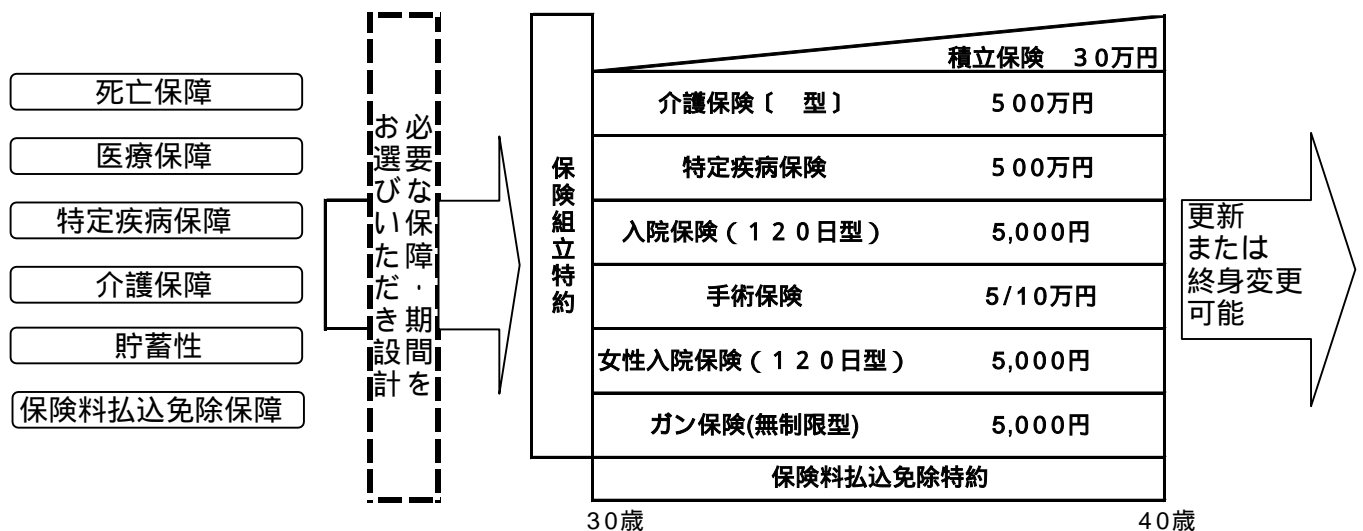 死亡保障
医療保障
特定疾病保障
介護保障
貯蓄性
保険料払込免除保障
必要な保障・期間を
お選びいただき設計
保険組立特約
積立保険 30万円
介護保険〔 型〕 500万円
特定疾病保険 500万円
入院保険(120日型) 5,000円
手術保険 5/10万円
女性入院保険(120日型) 5,000円
ガン保険(無制限型) 5,000円
保険料払込免除特約
30歳 40歳
更新
または
終身変更
可能